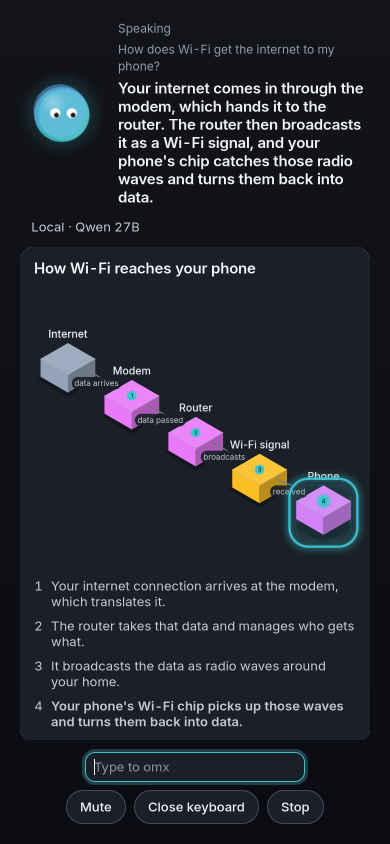 Speaking
How does Wi-Fi get the internet to my
phone?
Your internet comes in through the
modem, which hands it to the
router. The router then broadcasts
it as a Wi-Fi signal, and your
phone's chip catches those radio
waves and turns them back into
data.
Local · Qwen 27B
How Wi-Fi reaches your phone
Internet
data arrives
Modem
1
data passed
Router
2
broadcasts
Wi-Fi signal
3
received
Phone
4
1 Your internet connection arrives at the modem,
which translates it.
2 The router takes that data and manages who gets
what.
3 It broadcasts the data as radio waves around
your home.
4 Your phone's Wi-Fi chip picks up those waves
and turns them back into data.
Type to omx
Mute
Close keyboard
Stop